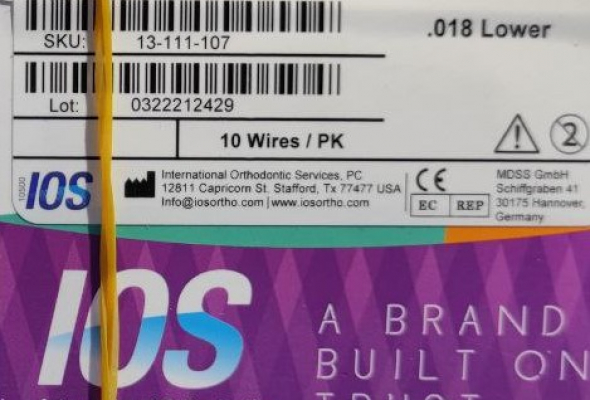 SKU: 13-111-107
.018 Lower
Lot: 0322212429
10 Wires / PK
2
10500
IOS
International Orthodontic Services, PC
12811 Capricorn St. Stafford, Tx 77477 USA
Info@iosortho.com | www.iosortho.com
CE
EC REP
MDSS GmbH
Schiffgraben 41
30175 Hannover,
Germany
IOS
A BRAND
BUILT ON
TRUST